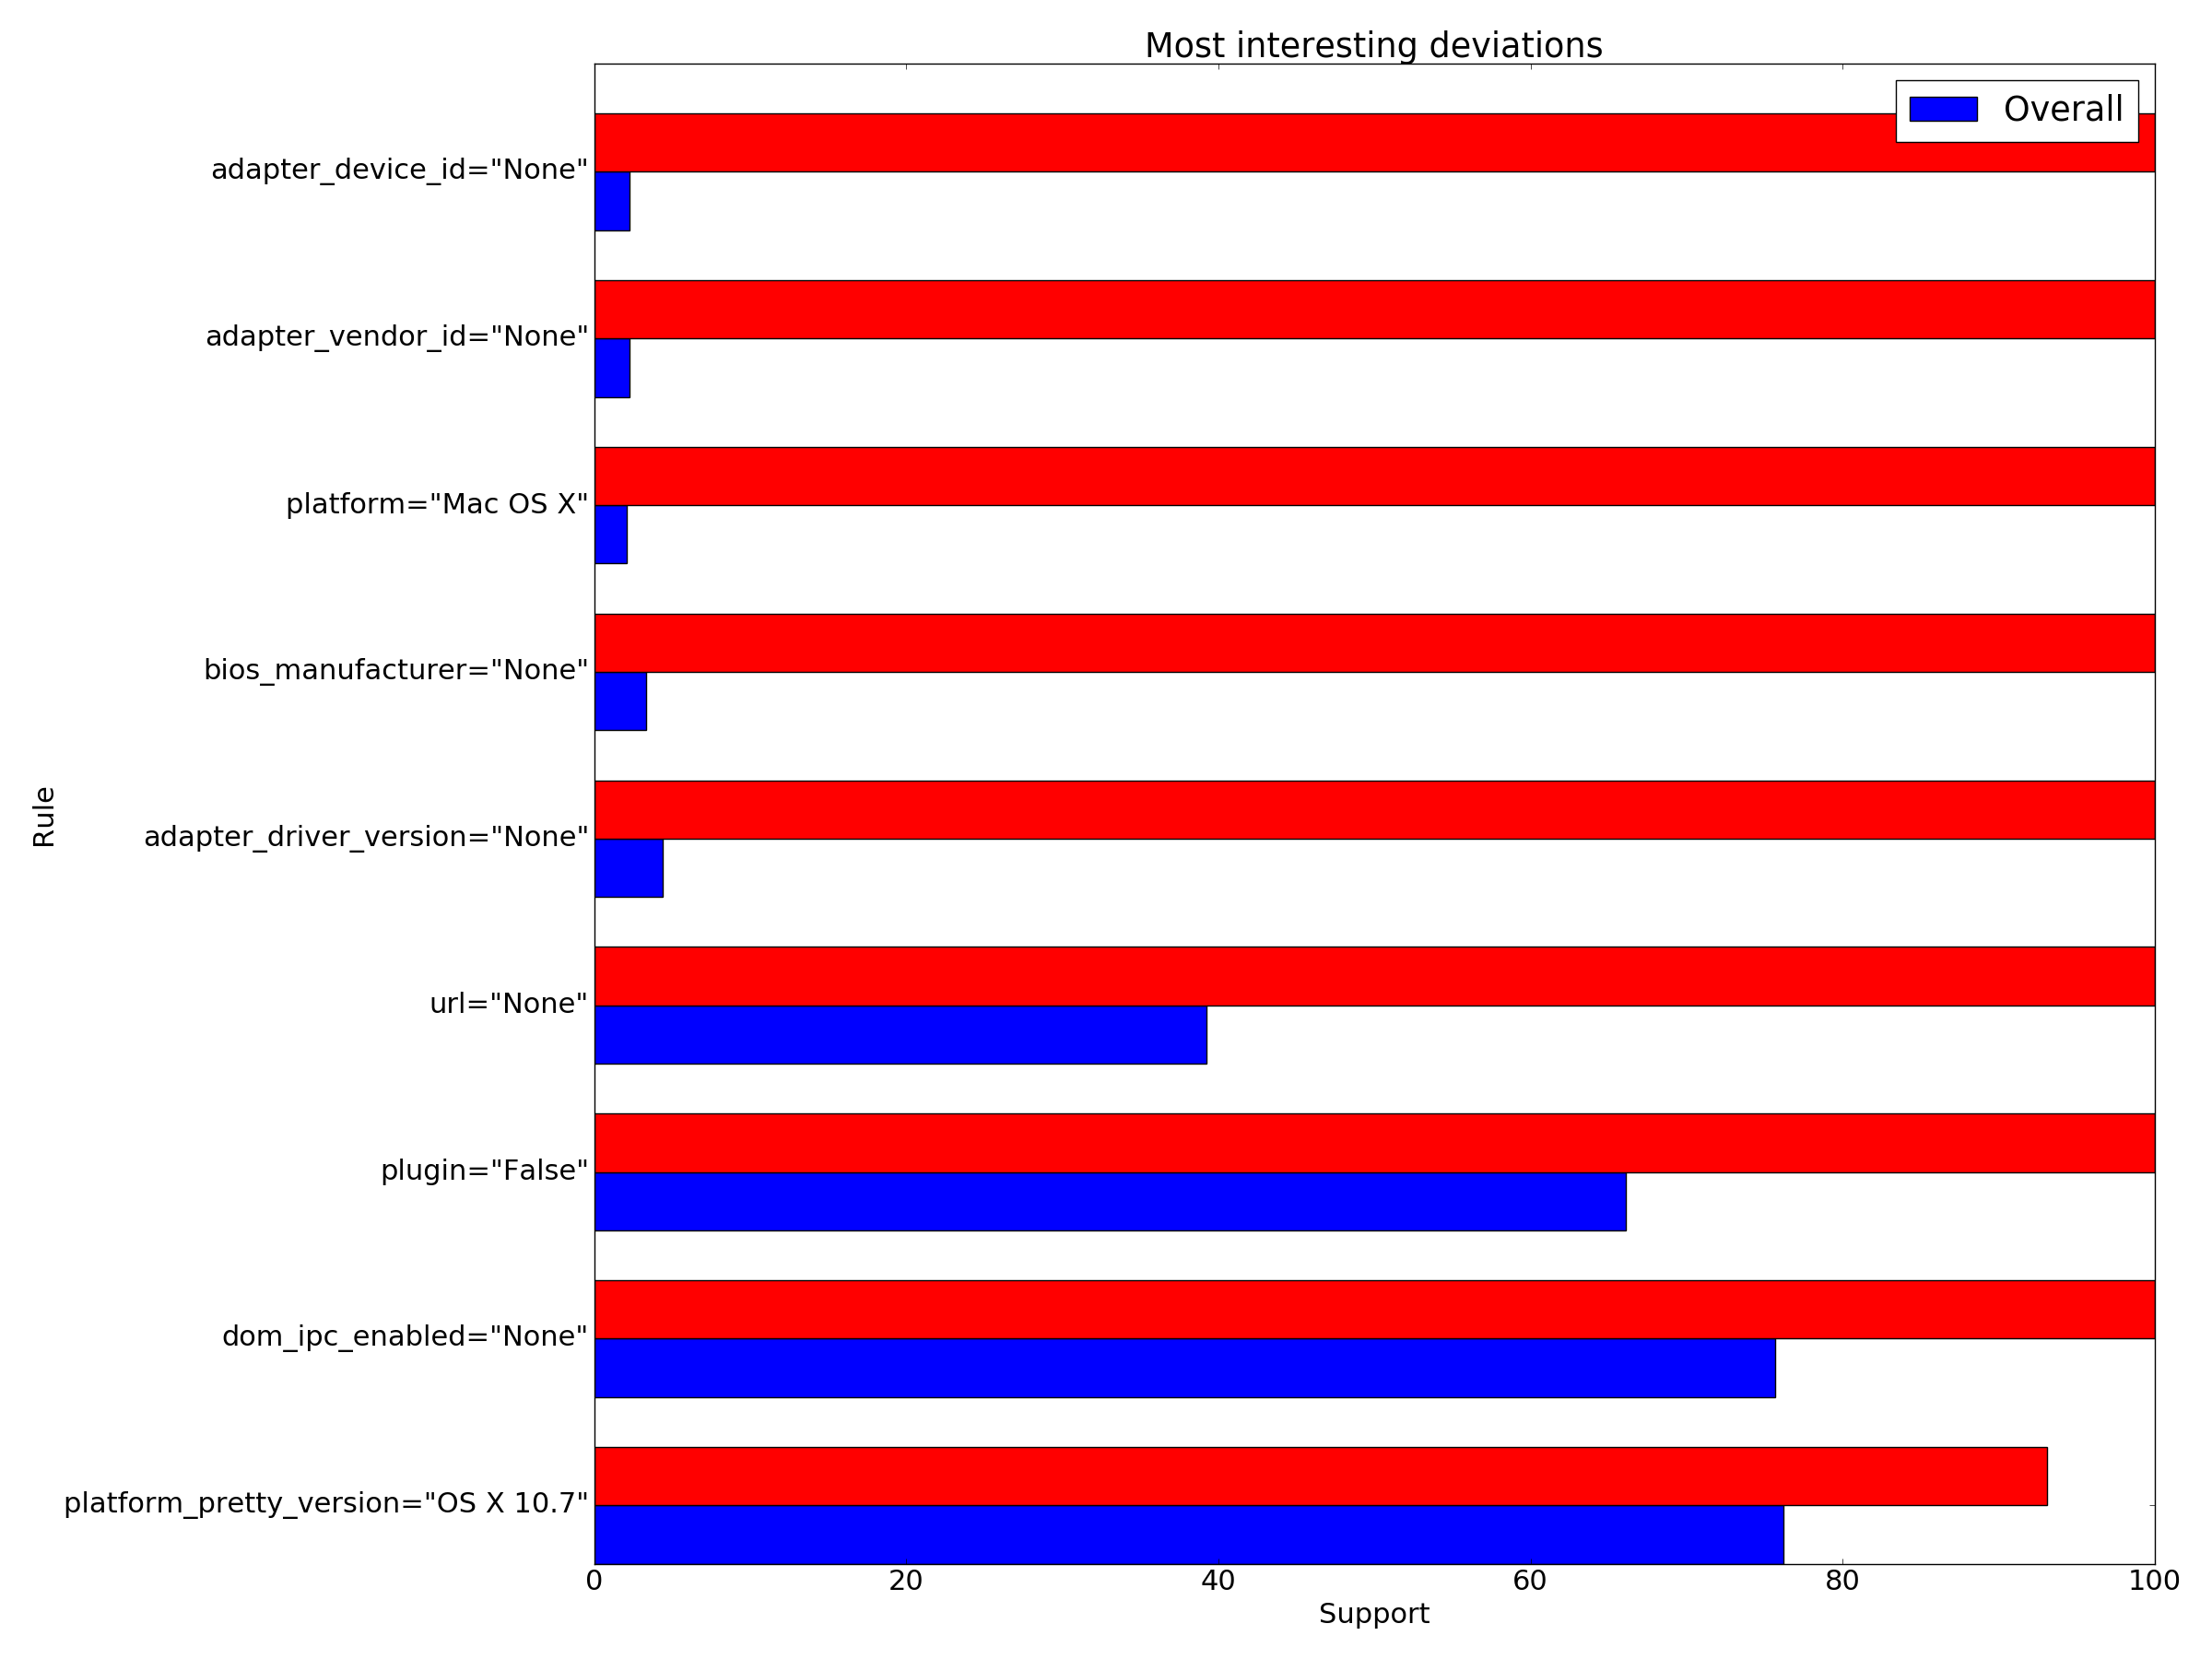 Most interesting deviations
Overall
adapter_device_id="None"
adapter_vendor_id="None"
platform="Mac OS X"
bios_manufacturer="None"
adapter_driver_version="None"
url="None"
plugin="False"
dom_ipc_enabled="None"
platform_pretty_version="OS X 10.7"
Rule
0 20 40 60 80 100
Support